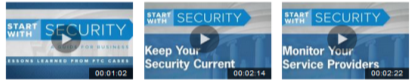 START WITH SECURITY
A GUIDE FOR BUSINESS
LESSONS LEARNED FROM FTC CASES
00:01:02
START WITH SECURITY
Keep Your
Security Current
00:02:14
START WITH SECURITY
Monitor Your
Service Providers
00:02:22